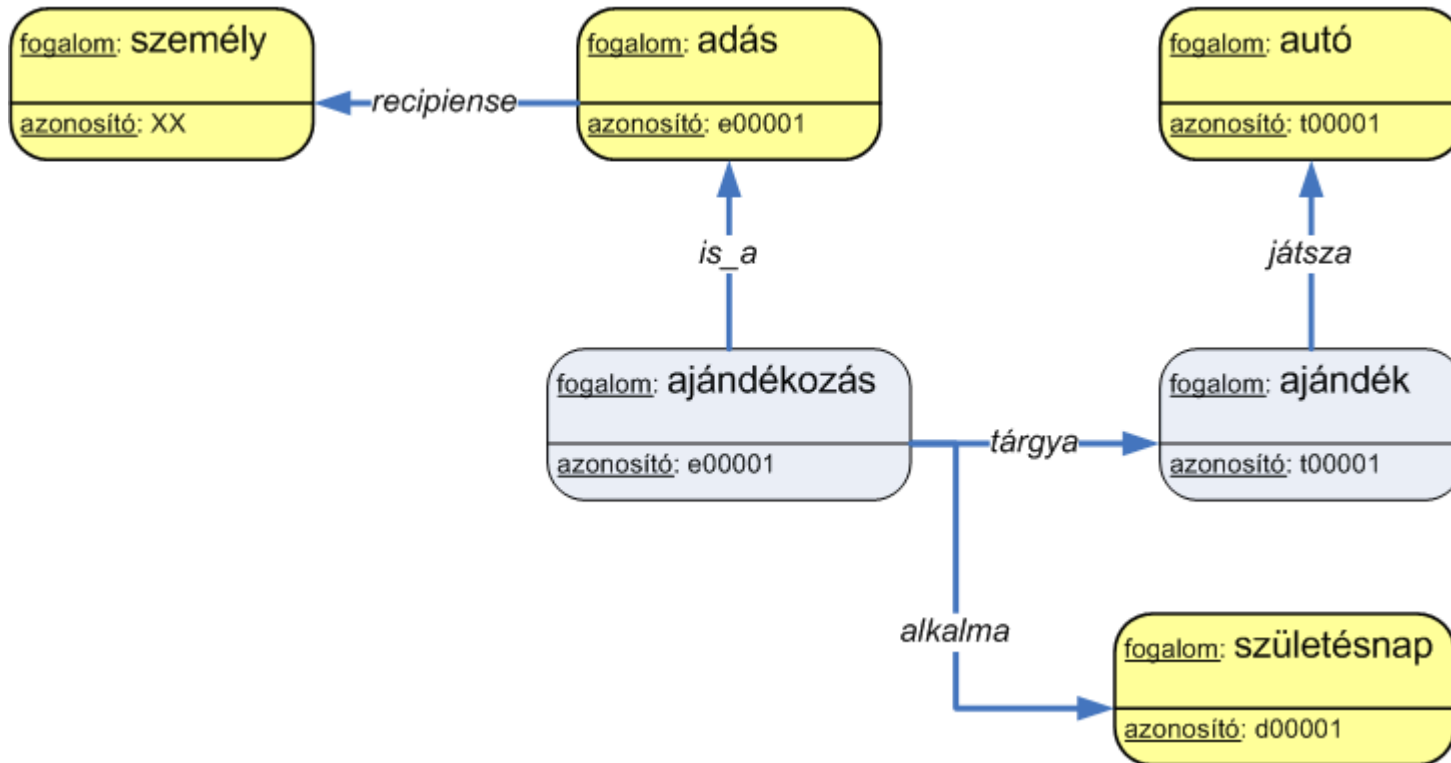 fogalom: személy
azonosító: XX
recipiense
fogalom: adás
azonosító: e00001
fogalom: autó
azonosító: t00001
is_a
játsza
fogalom: ajándékozás
azonosító: e00001
tárgya
fogalom: ajándék
azonosító: t00001
alkalma
fogalom: születésnap
azonosító: d00001